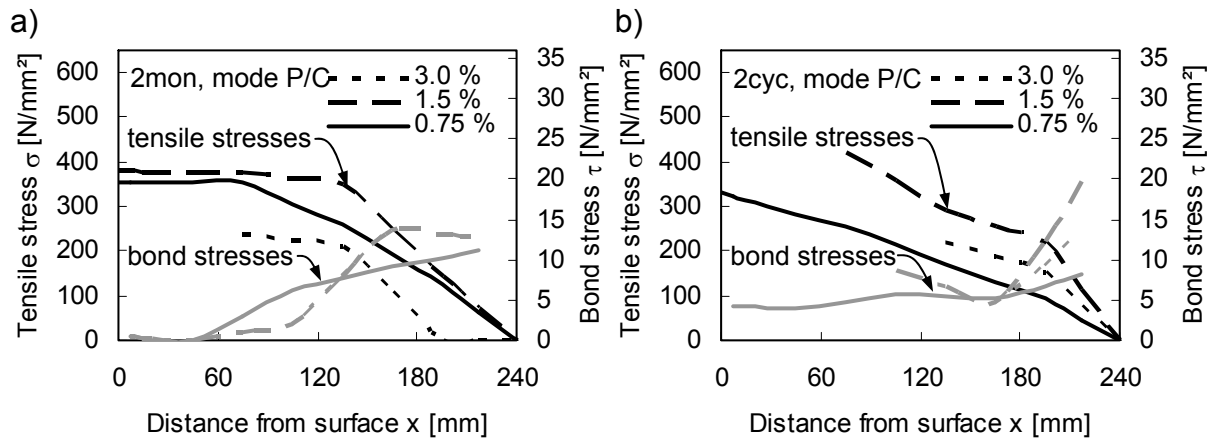 a)
Tensile stress σ [N/mm²]
600
500
400
300
200
100
0
2mon, mode P/C
3.0 %
1.5 %
0.75 %
tensile stresses
bond stresses
35
30
25
20
15
10
5
0
Bond stress τ [N/mm²]
0 60 120 180 240
Distance from surface x [mm]
b)
Tensile stress σ [N/mm²]
600
500
400
300
200
100
0
2cyc, mode P/C
3.0 %
1.5 %
0.75 %
tensile stresses
bond stresses
35
30
25
20
15
10
5
0
Bond stress τ [N/mm²]
0 60 120 180 240
Distance from surface x [mm]